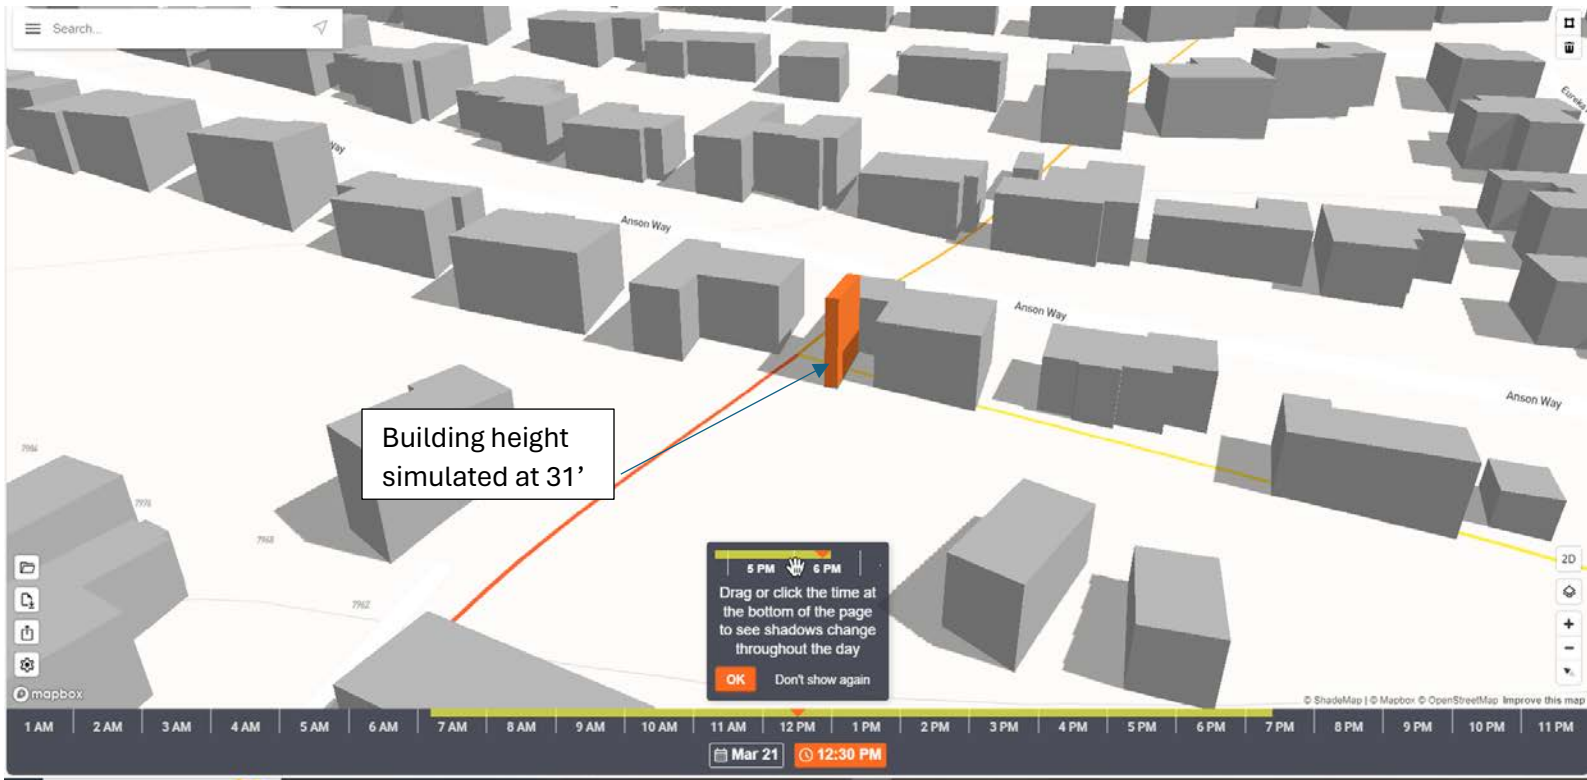 Search...
Eureka
Way
Anson Way
Anson Way
Anson Way
Building height
simulated at 31’
7962
5 PM 6 PM
Drag or click the time at
the bottom of the page
to see shadows change
throughout the day
OK Don't show again
2D
mapbox
© ShadeMap | © Mapbox © OpenStreetMap Improve this map
1 AM 2 AM 3 AM 4 AM 5 AM 6 AM 7 AM 8 AM 9 AM 10 AM 11 AM 12 PM 1 PM 2 PM 3 PM 4 PM 5 PM 6 PM 7 PM 8 PM 9 PM 10 PM 11 PM
Mar 21 12:30 PM